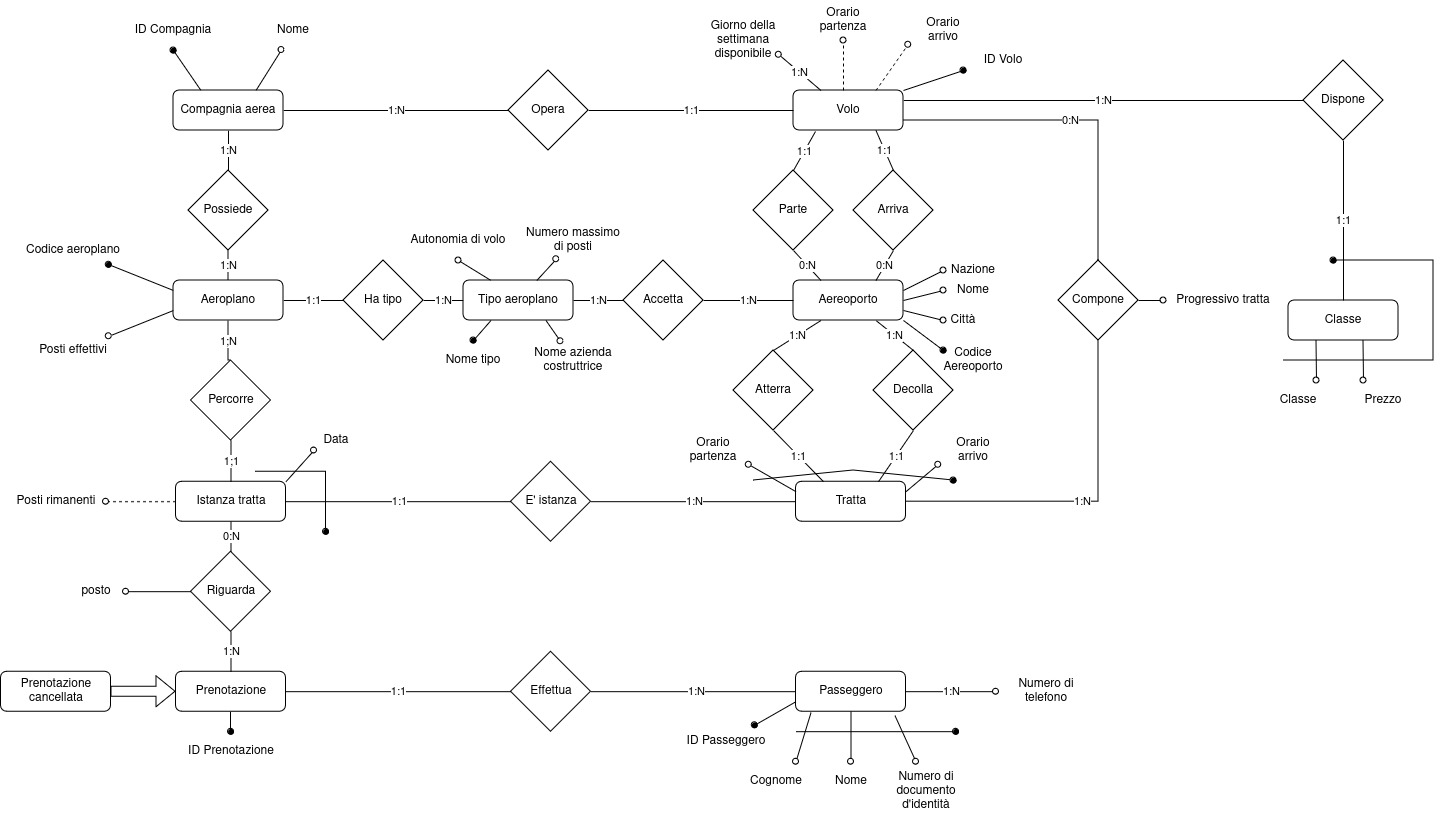 ID Compagnia
Nome
Giorno della
settimana
disponibile
1:N
Orario
partenza
Orario
arrivo
ID Volo
Compagnia aerea
1:N
Opera
1:1
Volo
1:N
Dispone
0:N
1:N
1:1
1:1
Possiede
Parte
Arriva
1:1
Codice aeroplano
Autonomia di volo
Numero massimo
di posti
1:N
0:N
0:N
Nazione
Nome
Città
Codice
Aereoporto
Aeroplano
1:1
Ha tipo
1:N
Tipo aeroplano
1:N
Accetta
1:N
Aereoporto
Compone
Progressivo tratta
Classe
Posti effettivi
1:N
Nome tipo
Nome azienda
costruttrice
1:N
1:N
Percorre
Atterra
Decolla
Classe
Prezzo
Data
1:1
Orario
partenza
1:1
1:1
Orario
arrivo
Posti rimanenti
Istanza tratta
1:1
E' istanza
1:N
Tratta
1:N
0:N
posto
Riguarda
1:N
Prenotazione
cancellata
Prenotazione
1:1
Effettua
1:N
Passeggero
1:N
Numero di
telefono
ID Prenotazione
ID Passeggero
Cognome
Nome
Numero di
documento
d'identità